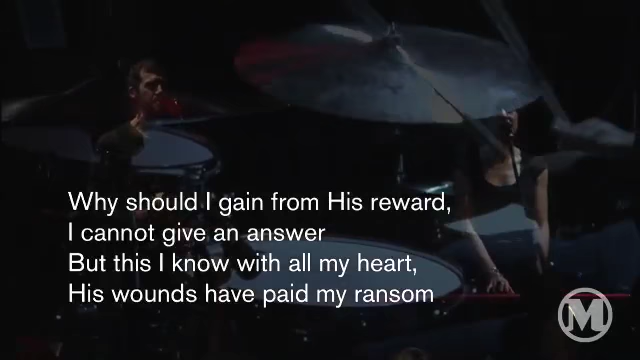 Why should I gain from His reward,
I cannot give an answer
But this I know with all my heart,
His wounds have paid my ransom
M